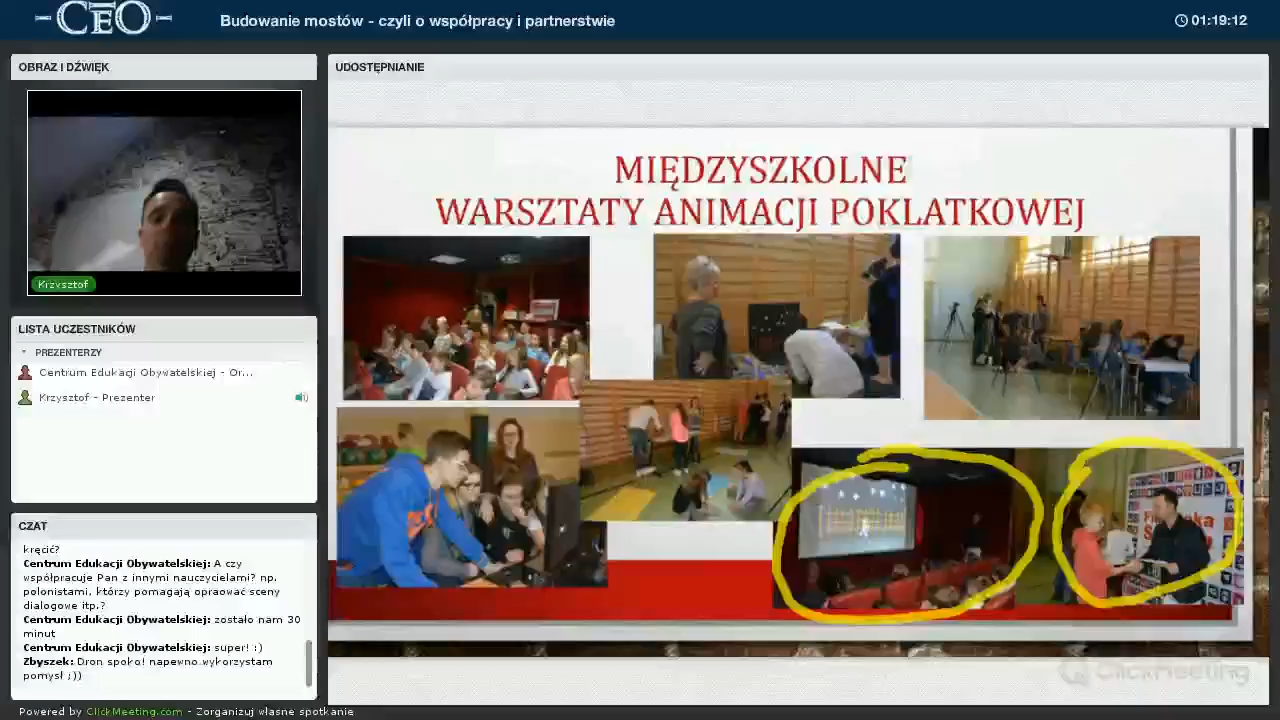 CEO
Budowanie mostów - czyli o współpracy i partnerstwie
01:19:12
OBRAZ I DŹWIĘK
Krzysztof
LISTA UCZESTNIKÓW
PREZENTERZY
Centrum Edukacji Obywatelskiej - Or...
Krzysztof - Prezenter
CZAT
kręcić?
Centrum Edukacji Obywatelskiej: A czy
współpracuje Pan z innymi nauczycielami? np.
polonistami, którzy pomagają opraować sceny
dialogowe itp.?
Centrum Edukacji Obywatelskiej: zostało nam 30
minut
Centrum Edukacji Obywatelskiej: super! :)
Zbyszek: Dron spoko! napewno wykorzystam
pomysł ;))
UDOSTĘPNIANIE
MIĘDZYSZKOLNE
WARSZTATY ANIMACJI POKLATKOWEJ
ClickMeeting
Powered by ClickMeeting.com - Zorganizuj własne spotkanie